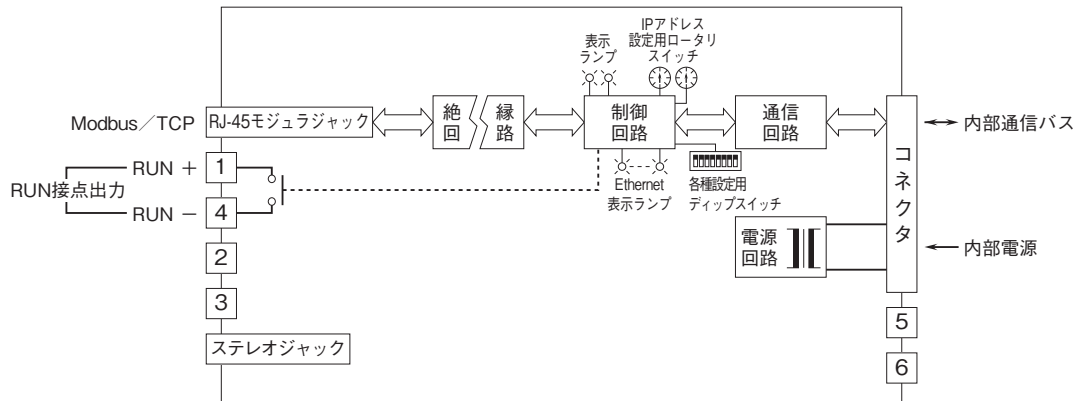 表示
ランプ
IPアドレス
設定用ロータリ
スイッチ
Modbus／TCP
RJ-45モジュラジャック
絶 縁
回 路
制御
回路
通信
回路
コネクタ
内部通信バス
RUN接点出力
RUN ＋
1
RUN －
4
Ethernet
表示ランプ
各種設定用
ディップスイッチ
電源
回路
内部電源
2
3
ステレオジャック
5
6